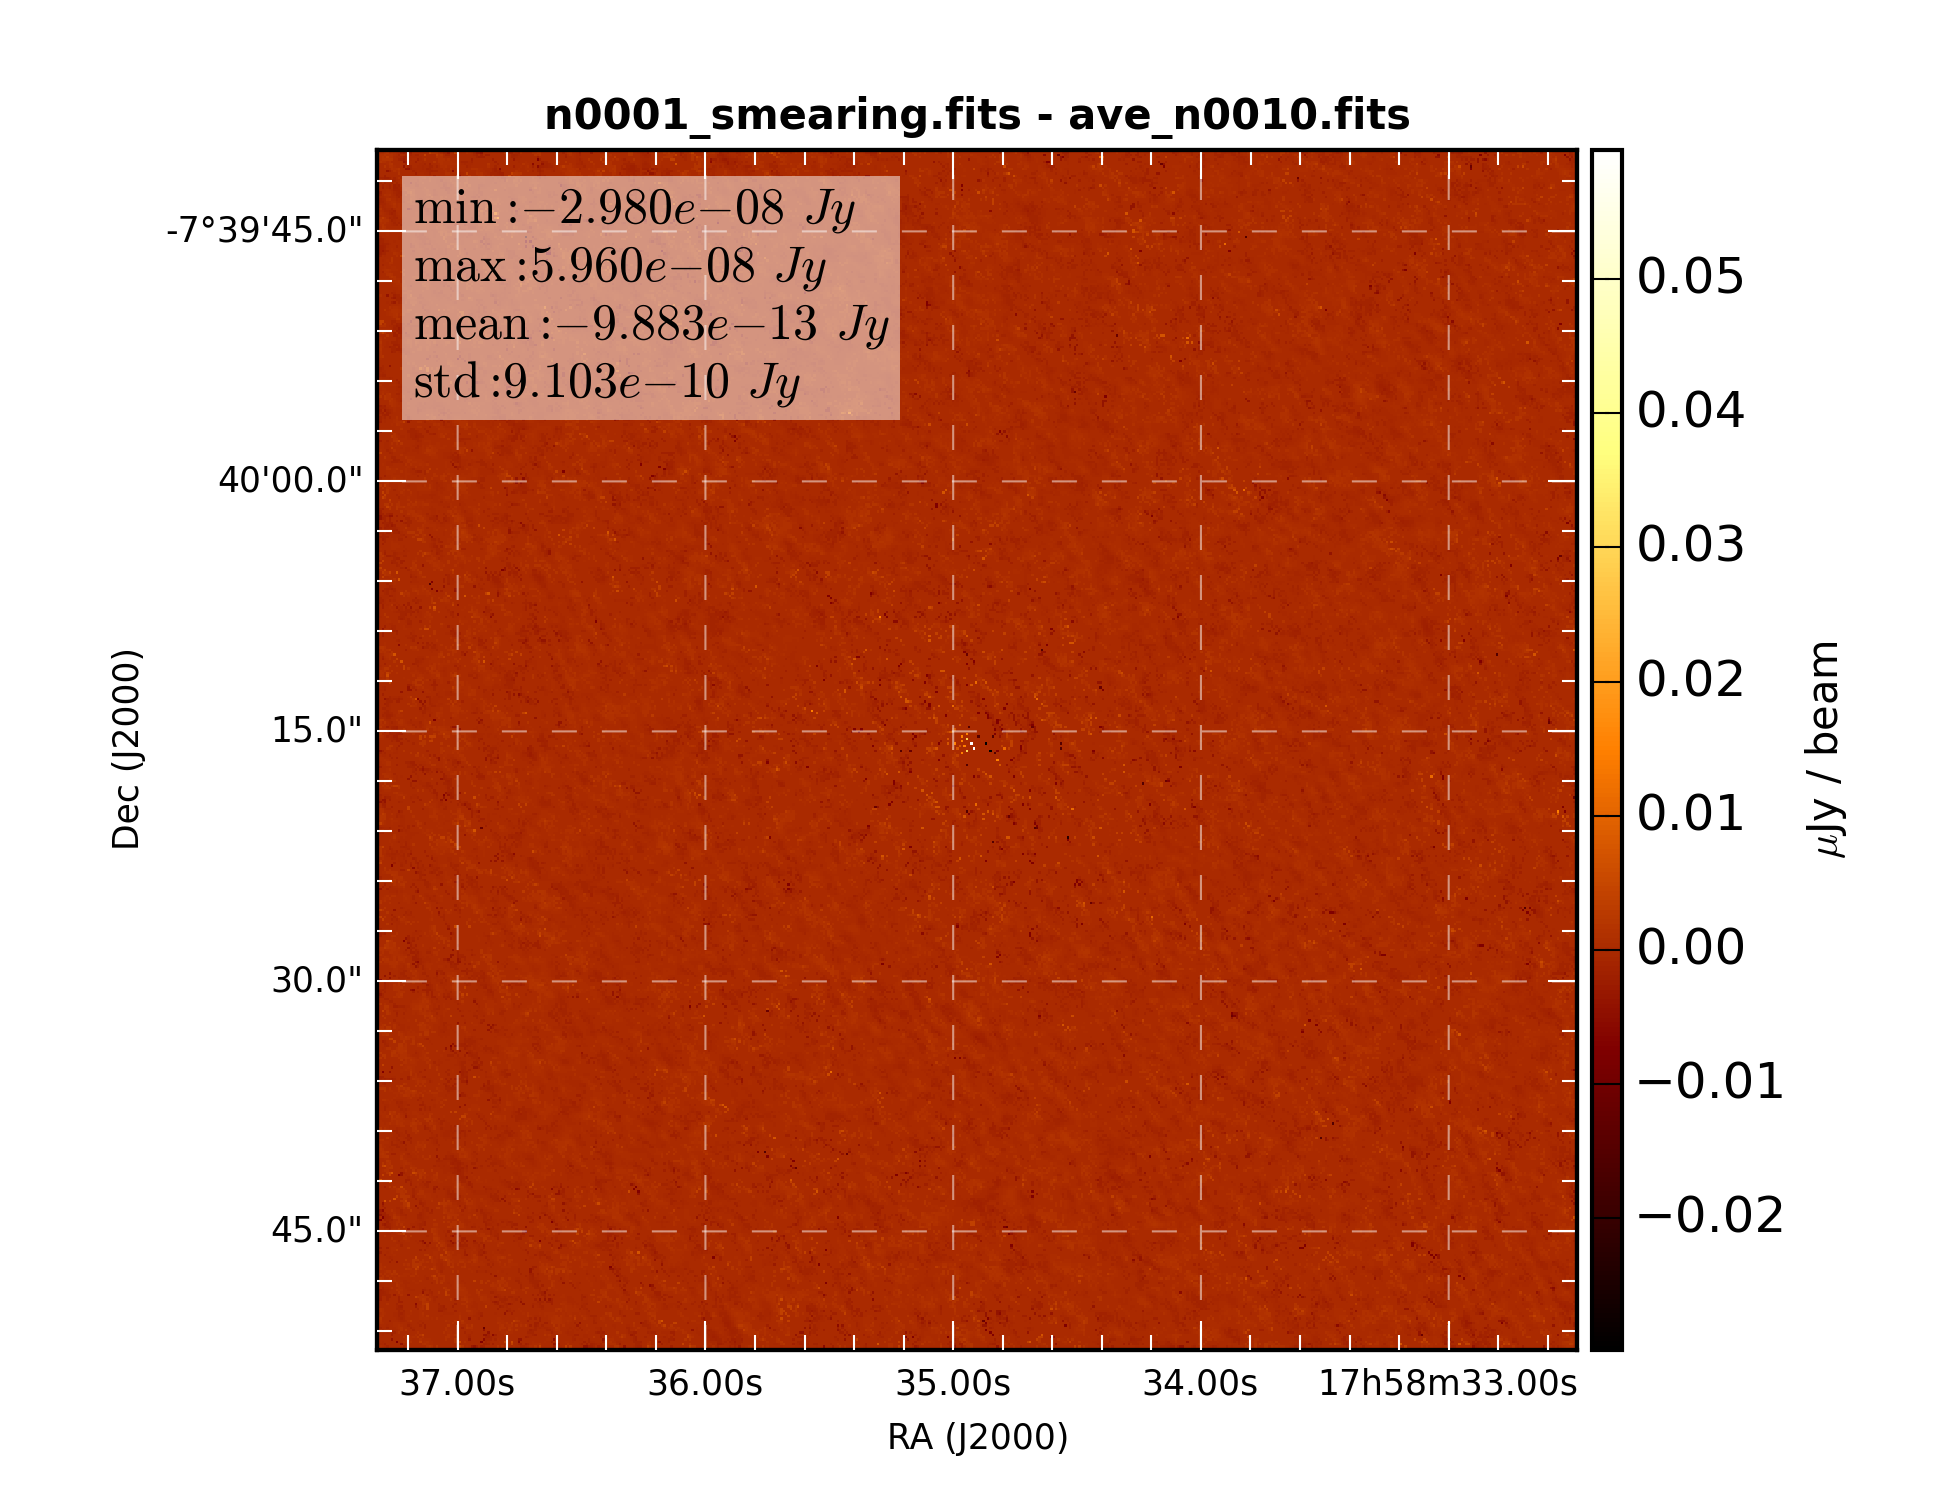 n0001_smearing.fits - ave_n0010.fits
min:−2.980e−08 Jy
max:5.960e−08 Jy
mean:−9.883e−13 Jy
std:9.103e−10 Jy
-7°39'45.0"
40'00.0"
15.0"
30.0"
45.0"
Dec (J2000)
37.00s
36.00s
35.00s
34.00s
17h58m33.00s
RA (J2000)
0.05
0.04
0.03
0.02
0.01
0.00
−0.01
−0.02
μJy / beam